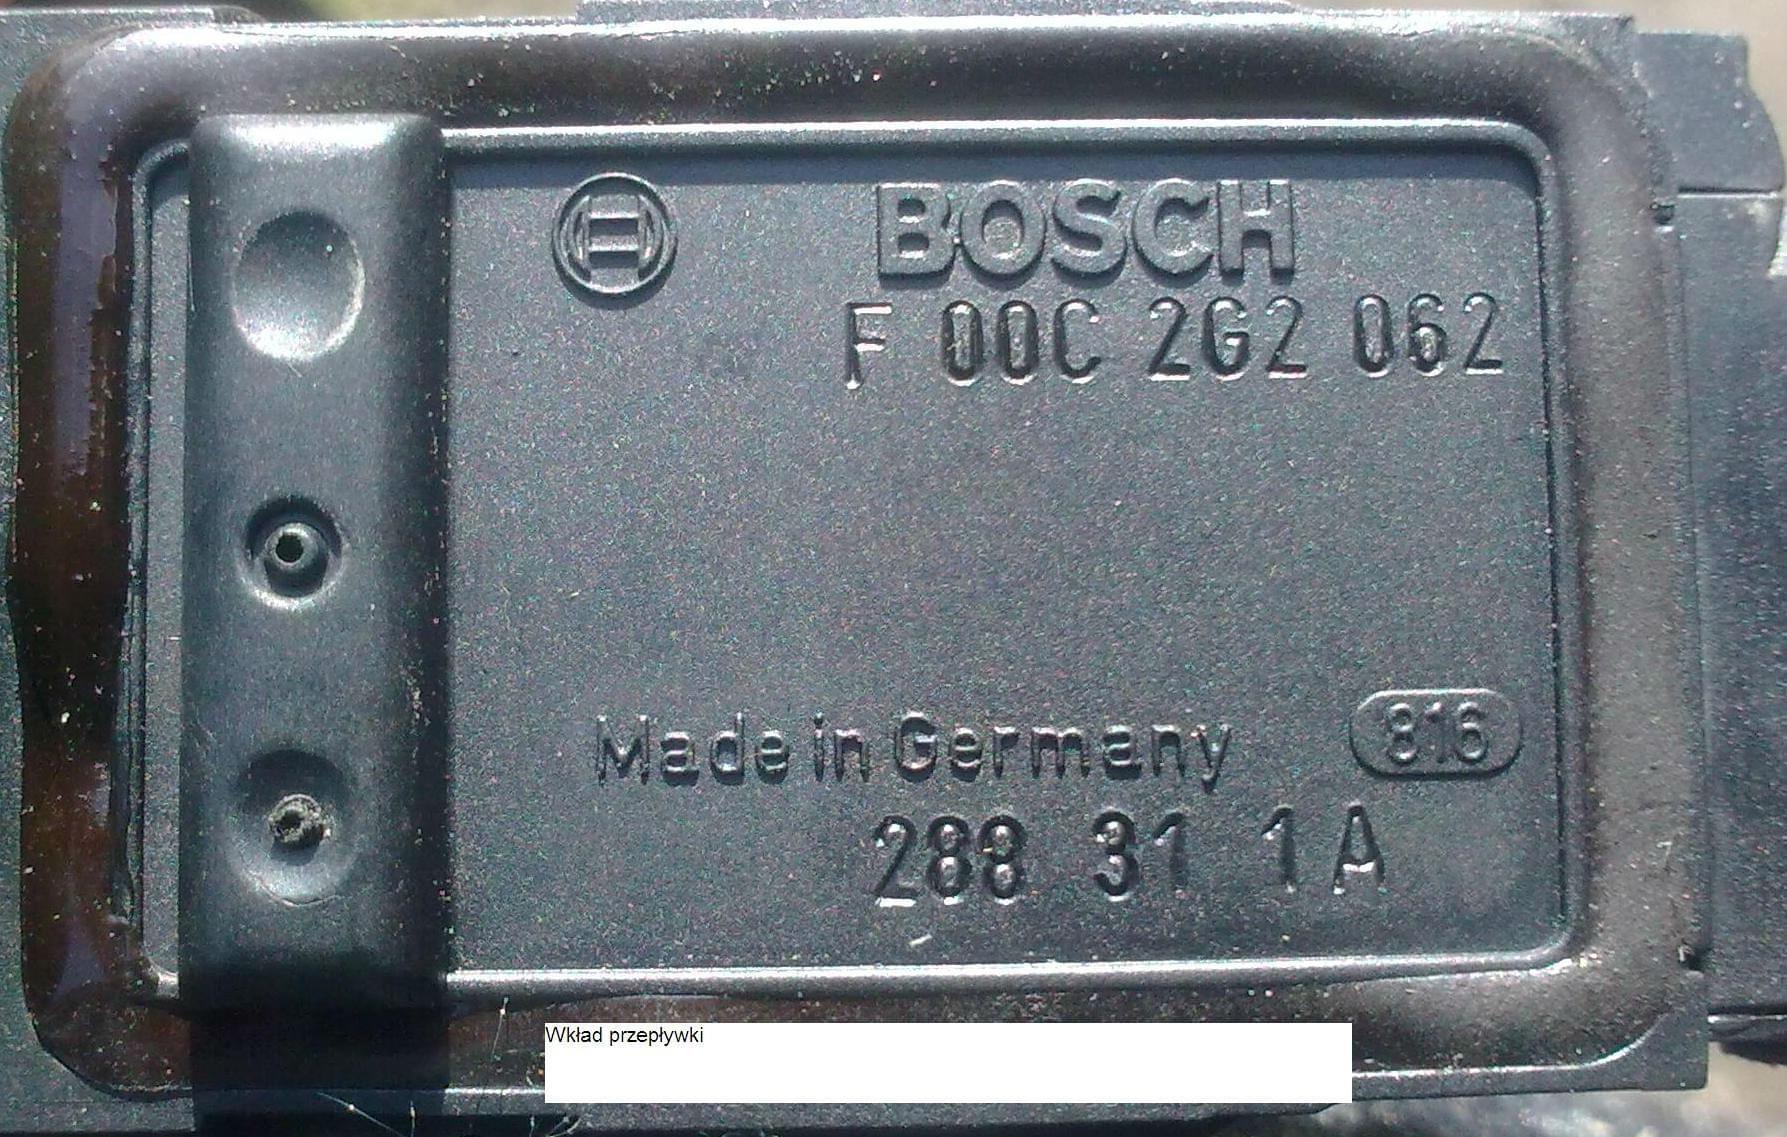 BOSCH
F 00C 2G2 062
Made in Germany
816
288 31 1A
Wkład przepływki